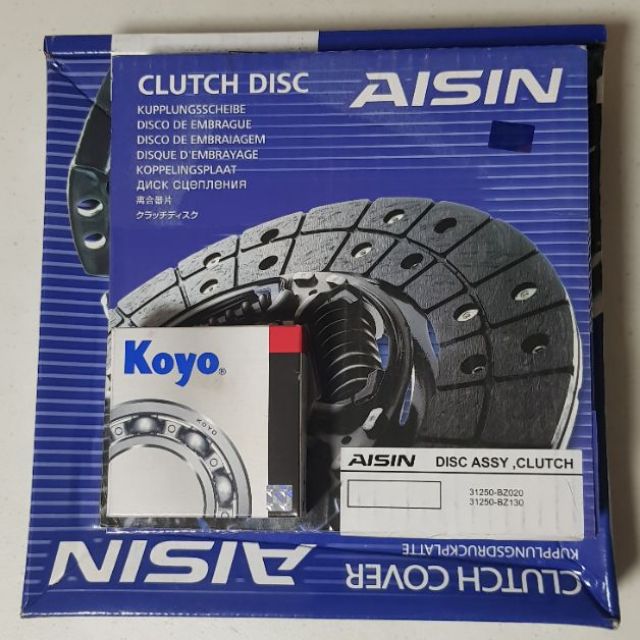 CLUTCH DISC
AISIN
KUPPLUNGSSCHEIBE
DISCO DE EMBRAGUE
DISCO DE EMBRAIAGEM
DISQUE D'EMBRAYAGE
KOPPELINGSPLAAT
ДИСК СЦЕПЛЕНИЯ
离合器片
クラッチディスク
Koyo®
KOYO
AISIN DISC ASSY ,CLUTCH
31250-BZ020
31250-BZ130
AISIN
CLUTCH COVER
KUPPLUNGSDRUCKPLATTE